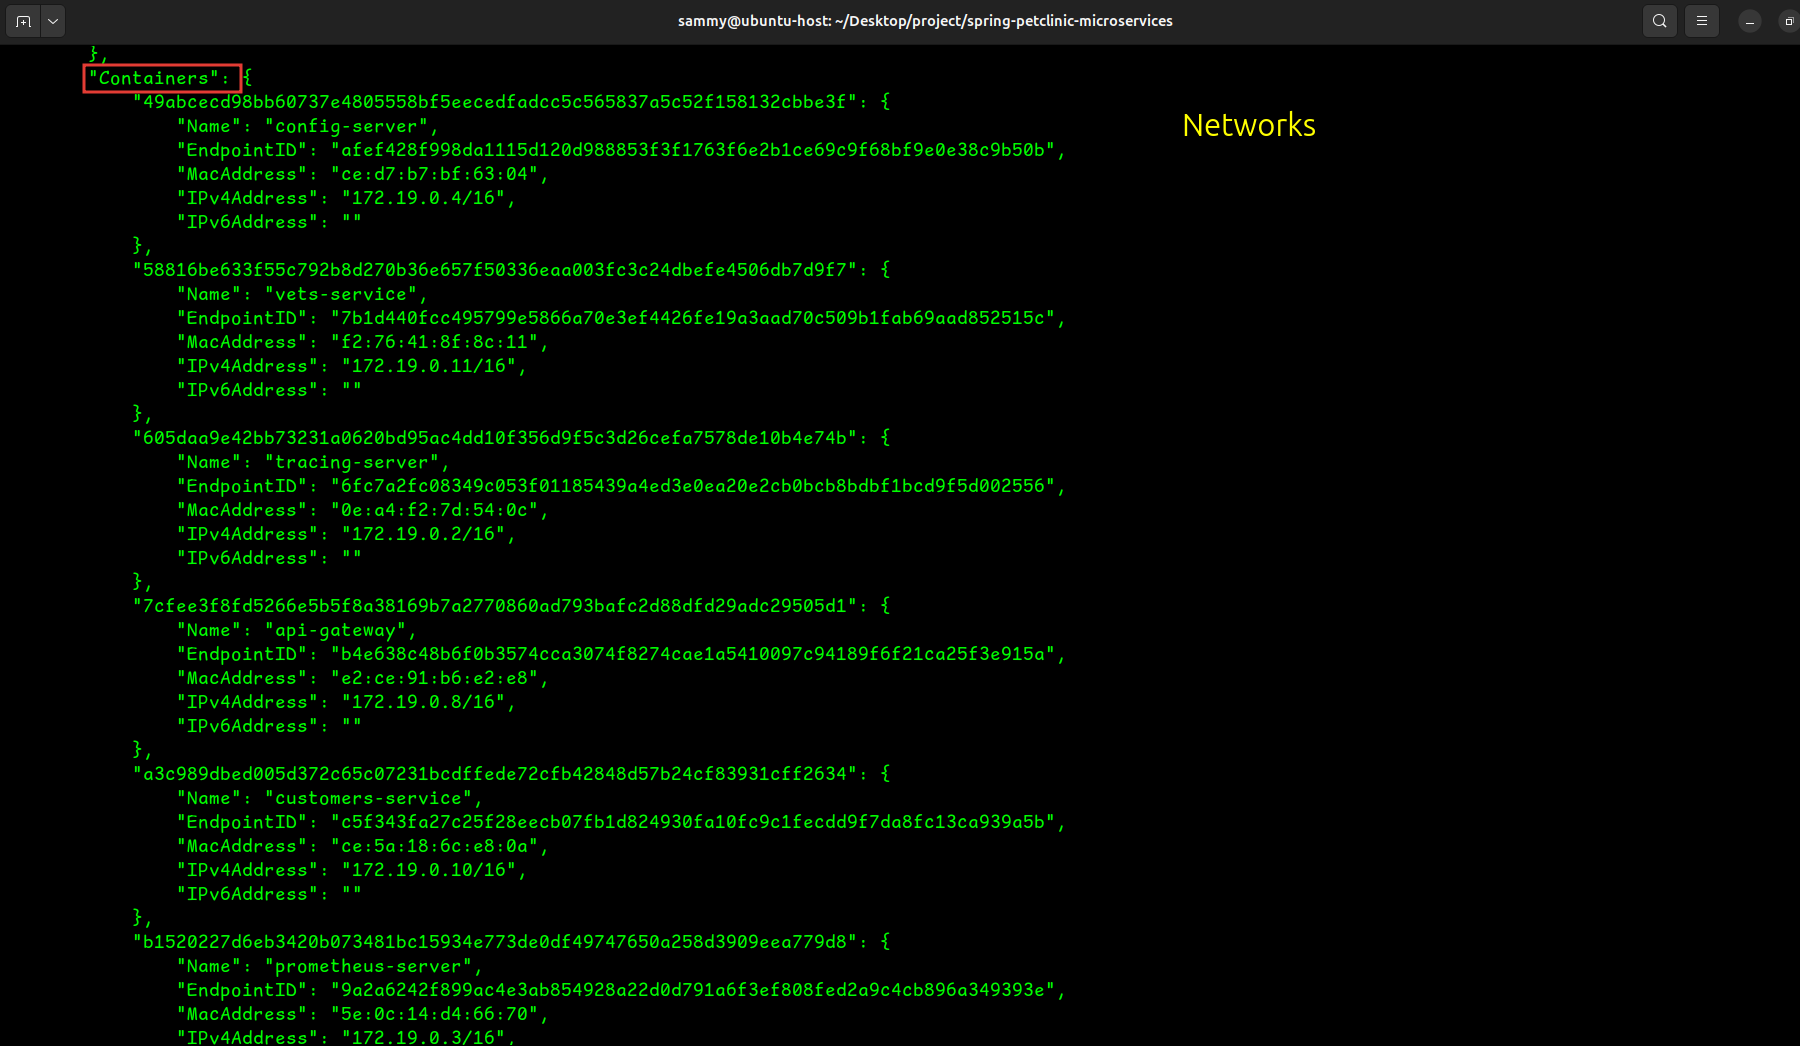 sammy@ubuntu-host: ~/Desktop/project/spring-petclinic-microservices
},
"Containers": {
"49abcecd98bb60737e4805558bf5eecedfadcc5c565837a5c52f158132cbbe3f": {
Networks
"Name": "config-server",
"EndpointID": "afef428f998da1115d120d988853f3f1763f6e2b1ce69c9f68bf9e0e38c9b50b",
"MacAddress": "ce:d7:b7:bf:63:04",
"IPv4Address": "172.19.0.4/16",
"IPv6Address": ""
},
"58816be633f55c792b8d270b36e657f50336eaa003fc3c24dbefe4506db7d9f7": {
"Name": "vets-service",
"EndpointID": "7b1d440fcc495799e5866a70e3ef4426fe19a3aad70c509b1fab69aad852515c",
"MacAddress": "f2:76:41:8f:8c:11",
"IPv4Address": "172.19.0.11/16",
"IPv6Address": ""
},
"605daa9e42bb73231a0620bd95ac4dd10f356d9f5c3d26cefa7578de10b4e74b": {
"Name": "tracing-server",
"EndpointID": "6fc7a2fc08349c053f01185439a4ed3e0ea20e2cb0bcb8bdbf1bcd9f5d002556",
"MacAddress": "0e:a4:f2:7d:54:0c",
"IPv4Address": "172.19.0.2/16",
"IPv6Address": ""
},
"7cfee3f8fd5266e5b5f8a38169b7a2770860ad793bafc2d88dfd29adc29505d1": {
"Name": "api-gateway",
"EndpointID": "b4e638c48b6f0b3574cca3074f8274cae1a5410097c94189f6f21ca25f3e915a",
"MacAddress": "e2:ce:91:b6:e2:e8",
"IPv4Address": "172.19.0.8/16",
"IPv6Address": ""
},
"a3c989dbed005d372c65c07231bcdffede72cfb42848d57b24cf83931cff2634": {
"Name": "customers-service",
"EndpointID": "c5f343fa27c25f28eecb07fb1d824930fa10fc9c1fecdd9f7da8fc13ca939a5b",
"MacAddress": "ce:5a:18:6c:e8:0a",
"IPv4Address": "172.19.0.10/16",
"IPv6Address": ""
},
"b1520227d6eb3420b073481bc15934e773de0df49747650a258d3909eea779d8": {
"Name": "prometheus-server",
"EndpointID": "9a2a6242f899ac4e3ab854928a22d0d791a6f3ef808fed2a9c4cb896a349393e",
"MacAddress": "5e:0c:14:d4:66:70",
"IPv4Address": "172.19.0.3/16",